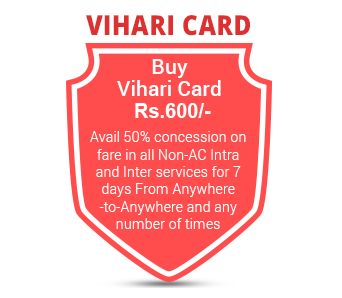 VIHARI CARD
Buy
Vihari Card
Rs.600/-
Avail 50% concession on
fare in all Non-AC Intra
and Inter services for 7
days From Anywhere
-to-Anywhere and any
number of times